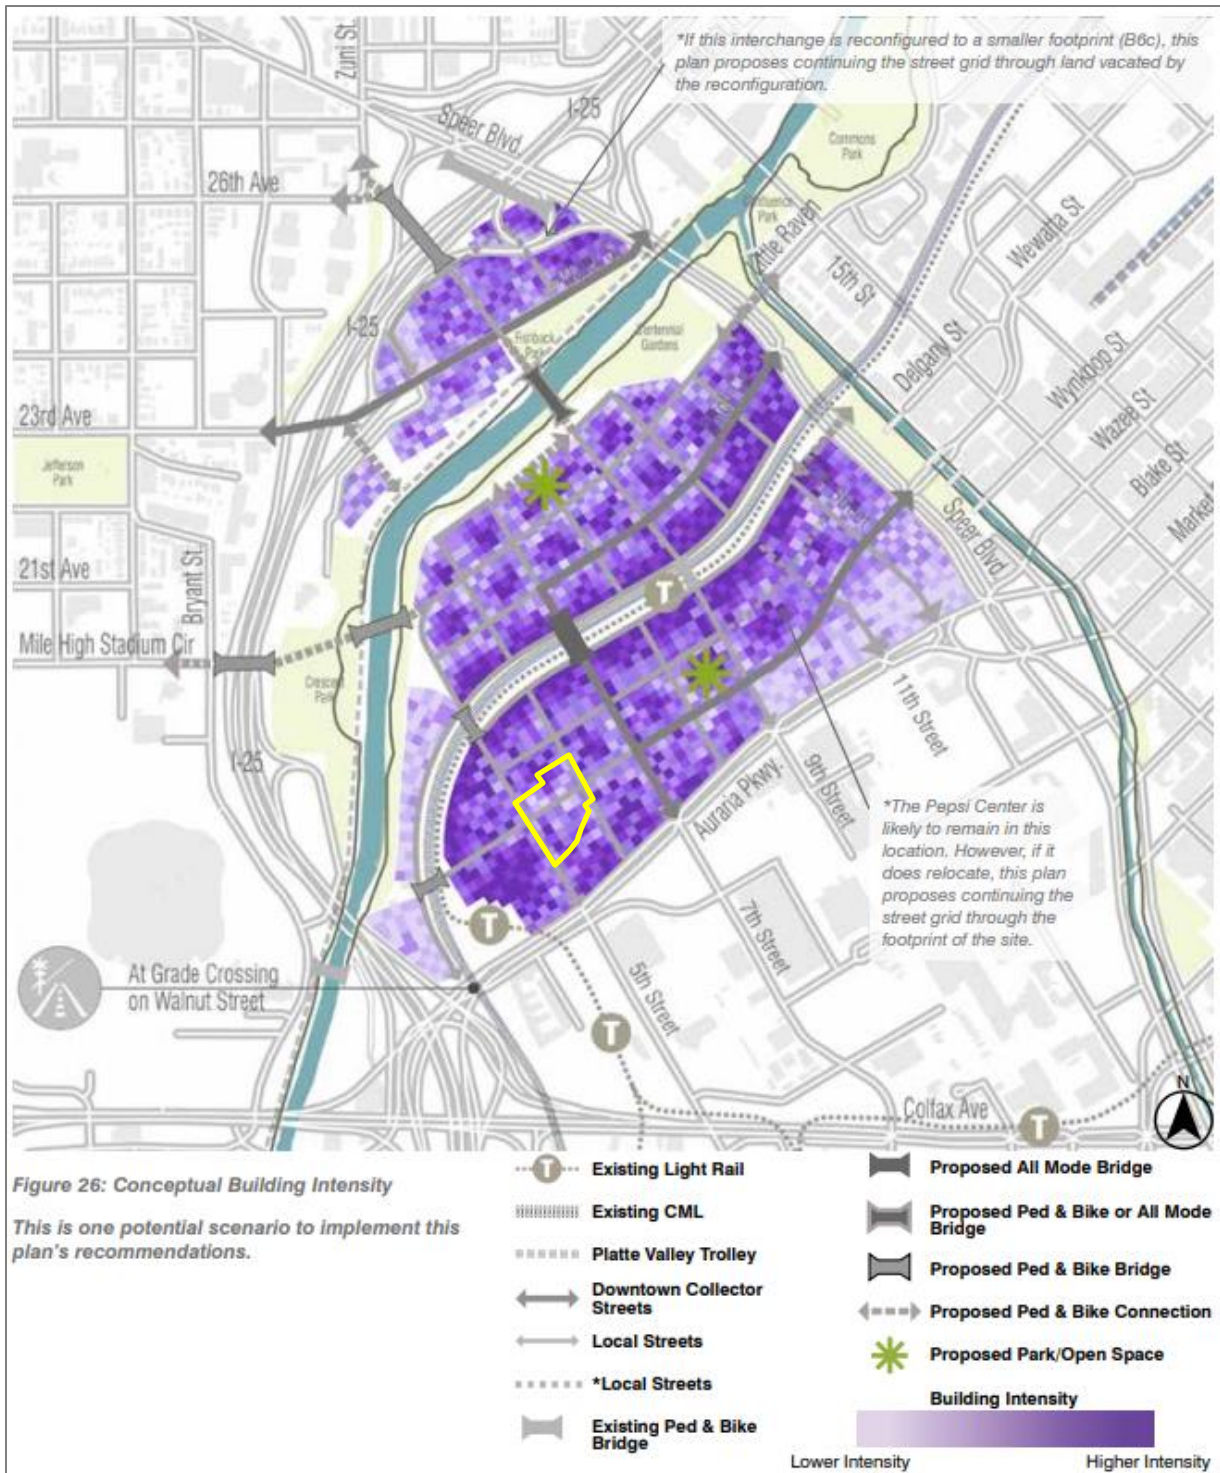 *If this interchange is reconfigured to a smaller footprint (B6c), this
plan proposes continuing the street grid through land vacated by
the reconfiguration.
Zuni St.
I-25
Speer Blvd
Commons
Park
26th Ave
Confluence
Park
Little Raven
Wewatta St
15th St
I-25
Fishback
Park
Centennial
Gardens
Delgany St
Wynkoop St
23rd Ave
Wazee St
Jefferson
Park
Blake St
Market
Speer Blvd
21st Ave
Bryant St
T
Mile High Stadium Cir
Crescent
Park
11th Street
I-25
9th Street
Auraria Pkwy.
*The Pepsi Center is
likely to remain in this
location. However, if it
does relocate, this plan
proposes continuing the
street grid through the
footprint of the site.
7th Street
T
At Grade Crossing
on Walnut Street
5th Street
T
N
Colfax Ave
T
Figure 26: Conceptual Building Intensity
This is one potential scenario to implement this
plan's recommendations.
T
Existing Light Rail
Existing CML
Platte Valley Trolley
Downtown Collector
Streets
Local Streets
*Local Streets
Existing Ped & Bike
Bridge
Proposed All Mode Bridge
Proposed Ped & Bike or All Mode
Bridge
Proposed Ped & Bike Bridge
Proposed Ped & Bike Connection
Proposed Park/Open Space
Building Intensity
Lower Intensity
Higher Intensity